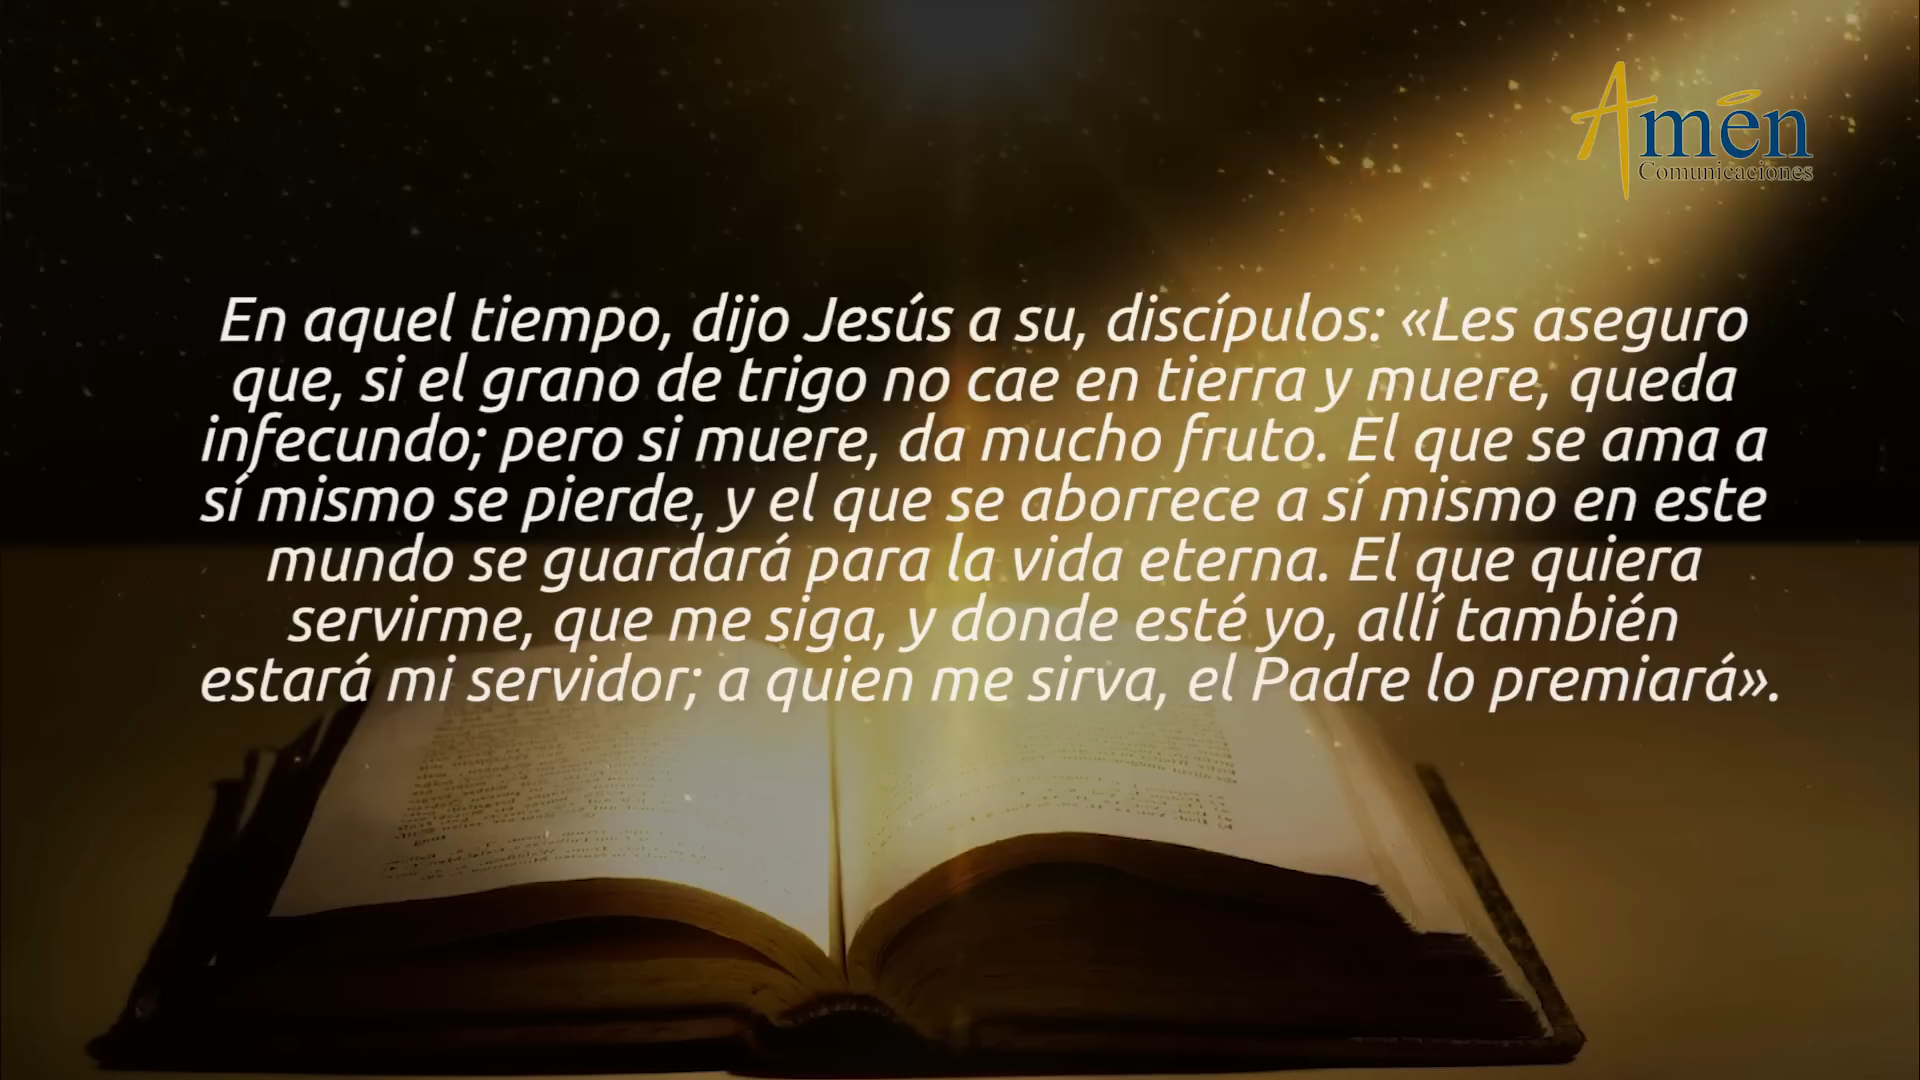 Amén
Comunicaciones
En aquel tiempo, dijo Jesús a su, discípulos: «Les aseguro
que, si el grano de trigo no cae en tierra y muere, queda
infecundo; pero si muere, da mucho fruto. El que se ama a
sí mismo se pierde, y el que se aborrece a sí mismo en este
mundo se guardará para la vida eterna. El que quiera
servirme, que me siga, y donde esté yo, allí también
estará mi servidor; a quien me sirva, el Padre lo premiará».